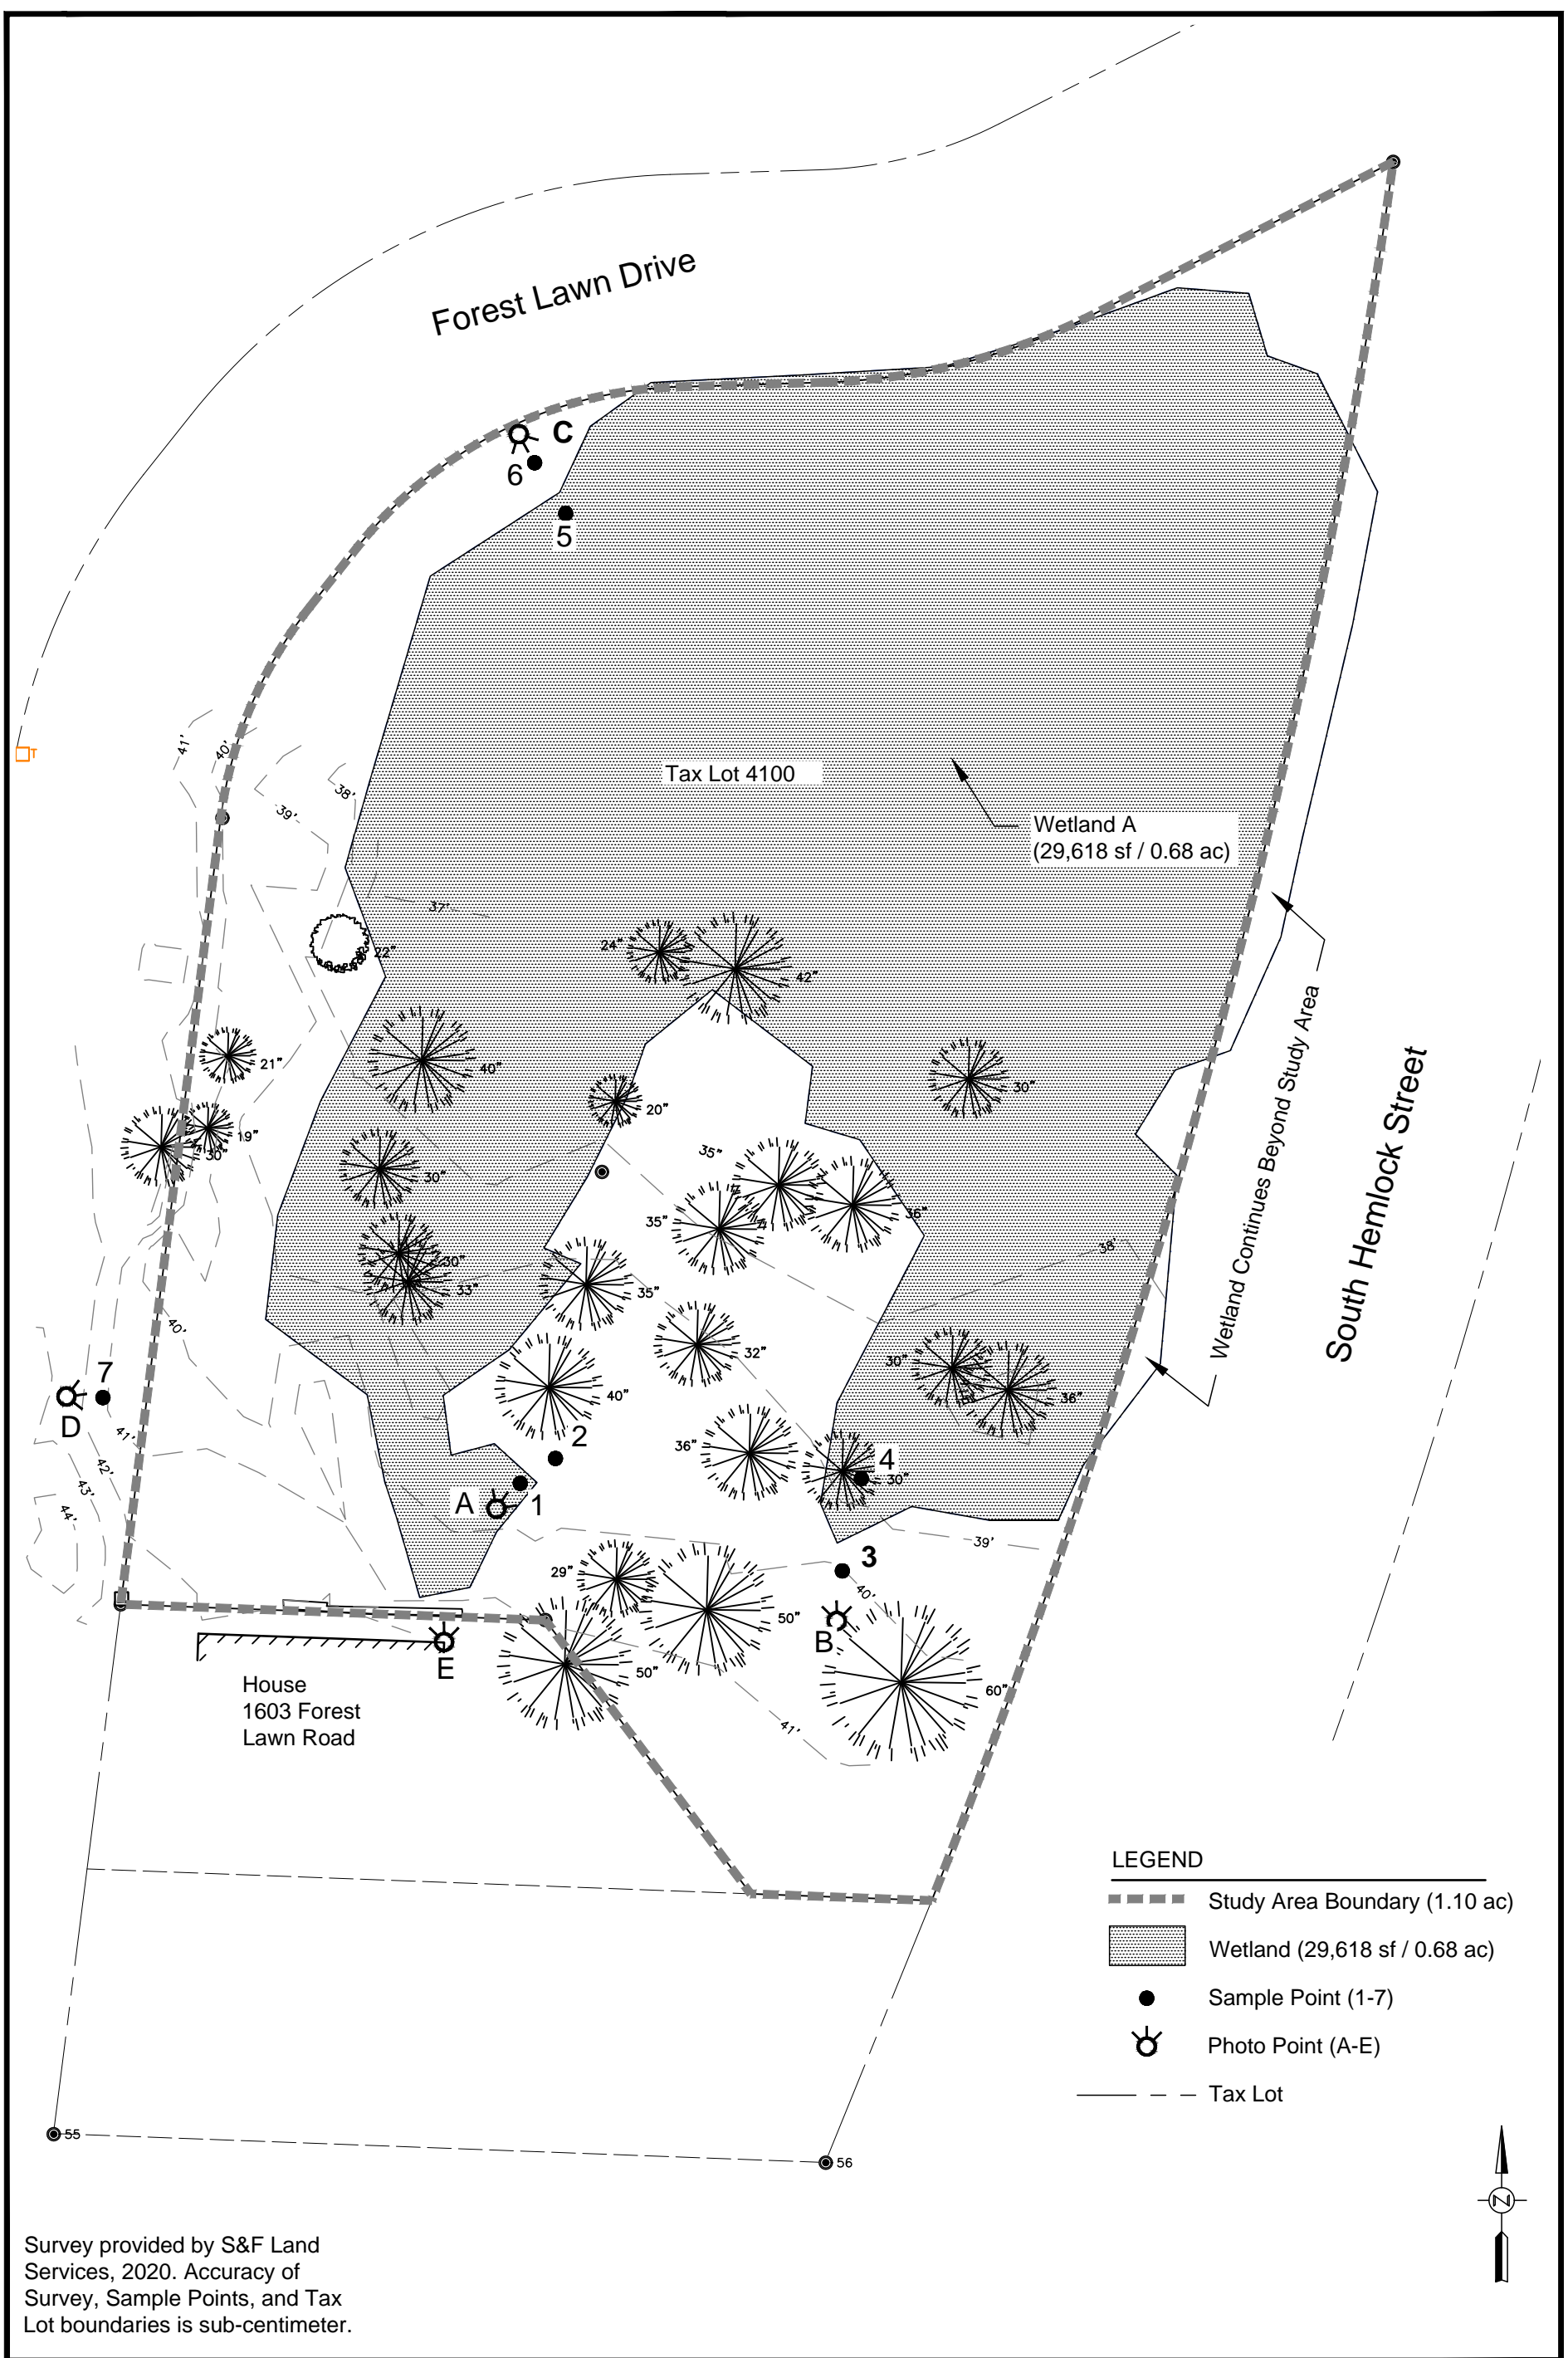 Forest Lawn Drive
C
6
5
T
41'
40'
38'
39'
Tax Lot 4100
Wetland A
(29,618 sf / 0.68 ac)
37'
22"
24"
42"
21"
40"
30"
20"
19"
30"
30"
35"
35"
36"
Wetland Continues Beyond Study Area
South Hemlock Street
38'
30"
33"
35"
40'
32"
30"
36"
7
D
40"
41'
42'
43'
44'
2
36"
4
30"
A
1
39'
3
29"
40'
50"
B
E
50"
60"
41'
House
1603 Forest
Lawn Road
LEGEND
Study Area Boundary (1.10 ac)
Wetland (29,618 sf / 0.68 ac)
Sample Point (1-7)
Photo Point (A-E)
Tax Lot
55
56
N
Survey provided by S&F Land
Services, 2020. Accuracy of
Survey, Sample Points, and Tax
Lot boundaries is sub-centimeter.